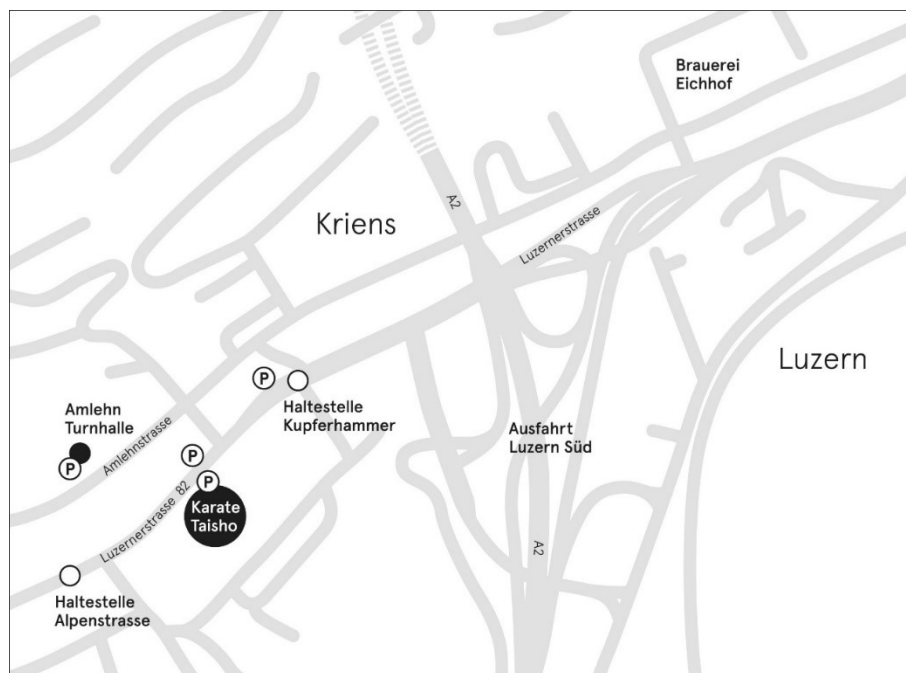 Brauerei
Eichhof
A2
Kriens
Luzernerstrasse
Luzern
P
Haltestelle
Kupferhammer
Amlehn
Turnhalle
P
Amlehnstrasse
Ausfahrt
Luzern Süd
P
P
Karate
Taisho
Luzernerstrasse 82
A2
Haltestelle
Alpenstrasse